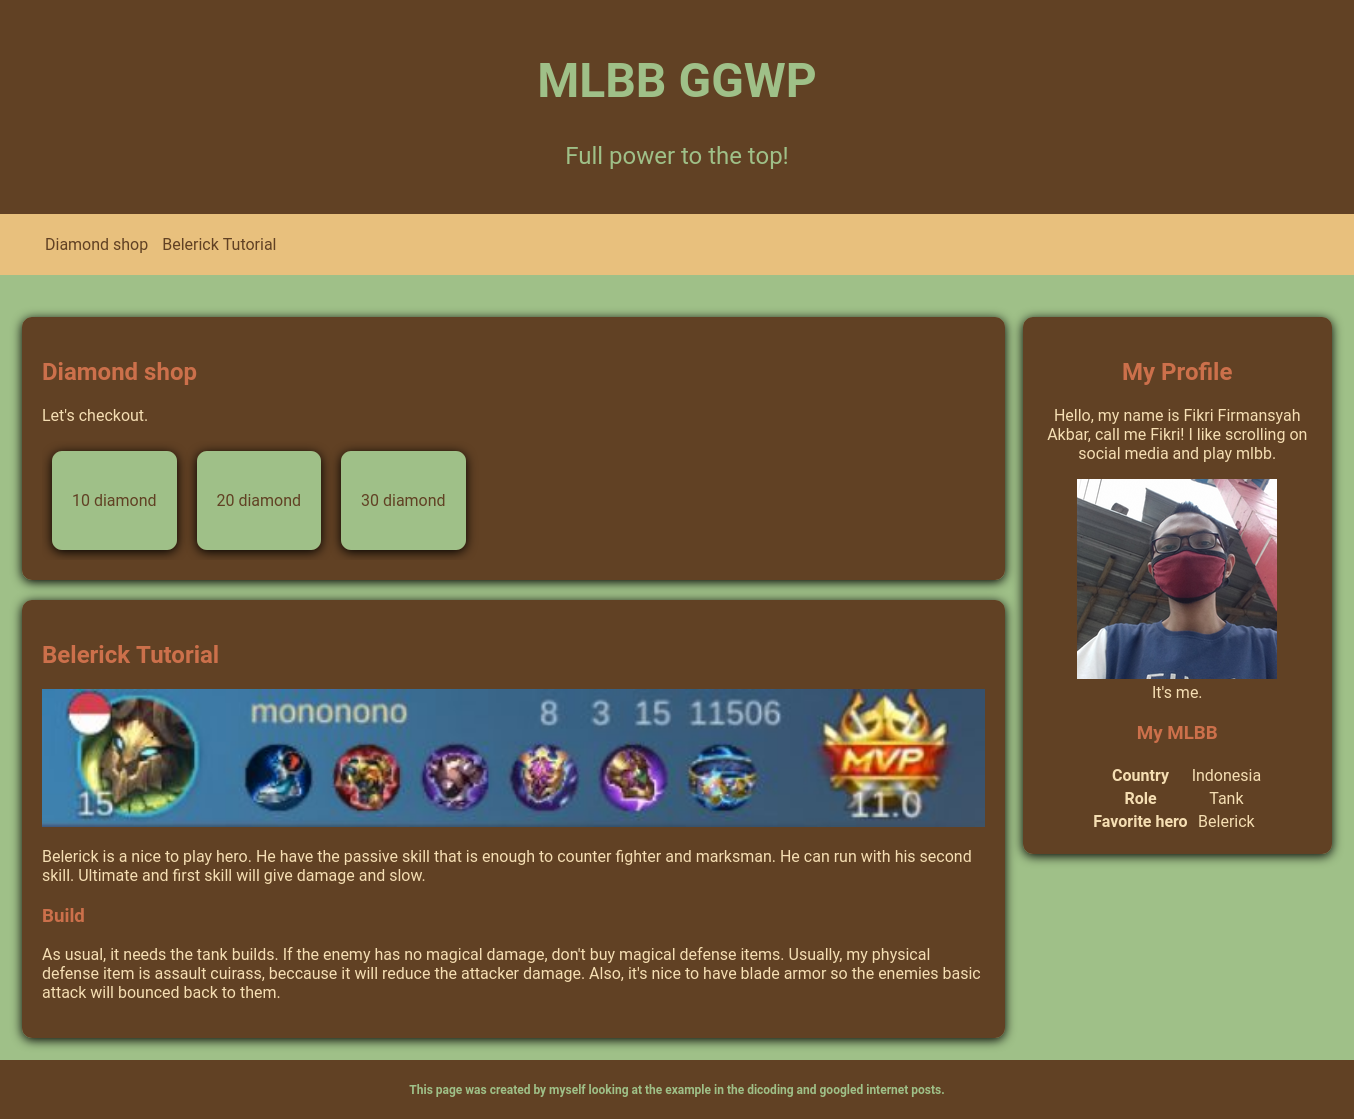 MLBB GGWP
Full power to the top!
Diamond shop Belerick Tutorial
Diamond shop
Let's checkout.
10 diamond 20 diamond 30 diamond
Belerick Tutorial
mononono 8 3 15 11506
MVP
15 11.0
Belerick is a nice to play hero. He have the passive skill that is enough to counter fighter and marksman. He can run with his second
skill. Ultimate and first skill will give damage and slow.
Build
As usual, it needs the tank builds. If the enemy has no magical damage, don't buy magical defense items. Usually, my physical
defense item is assault cuirass, beccause it will reduce the attacker damage. Also, it's nice to have blade armor so the enemies basic
attack will bounced back to them.
My Profile
Hello, my name is Fikri Firmansyah
Akbar, call me Fikri! I like scrolling on
social media and play mlbb.
It's me.
My MLBB
Country Indonesia
Role Tank
Favorite hero Belerick
This page was created by myself looking at the example in the dicoding and googled internet posts.